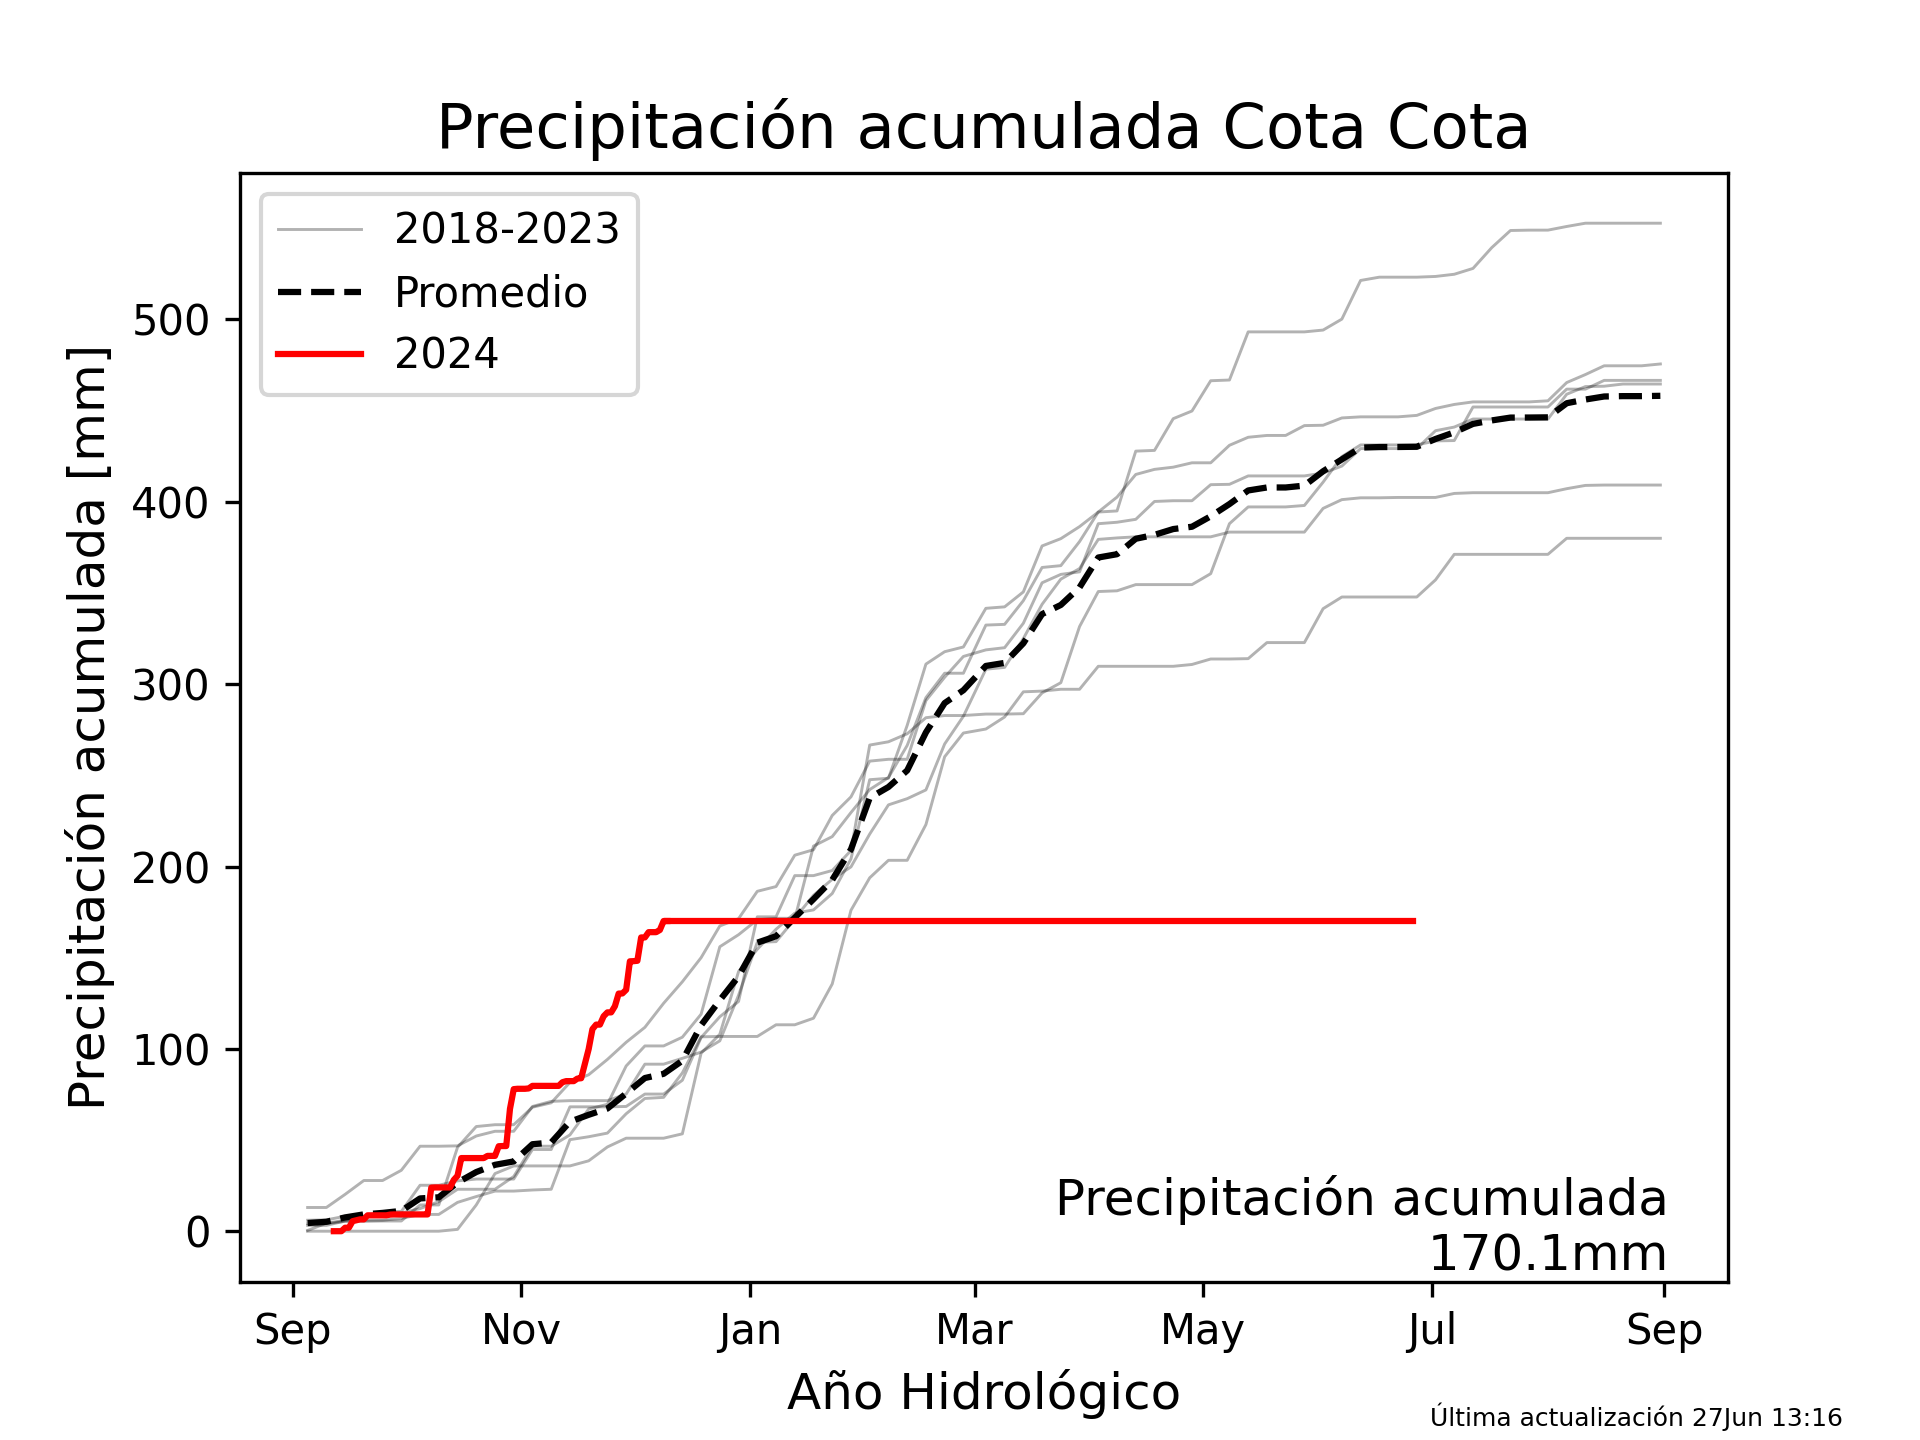 Precipitación acumulada Cota Cota
2018-2023
Promedio
2024
Precipitación acumulada [mm]
500
400
300
200
100
0
Precipitación acumulada
170.1mm
Sep Nov Jan Mar May Jul Sep
Año Hidrológico
Última actualización 27Jun 13:16